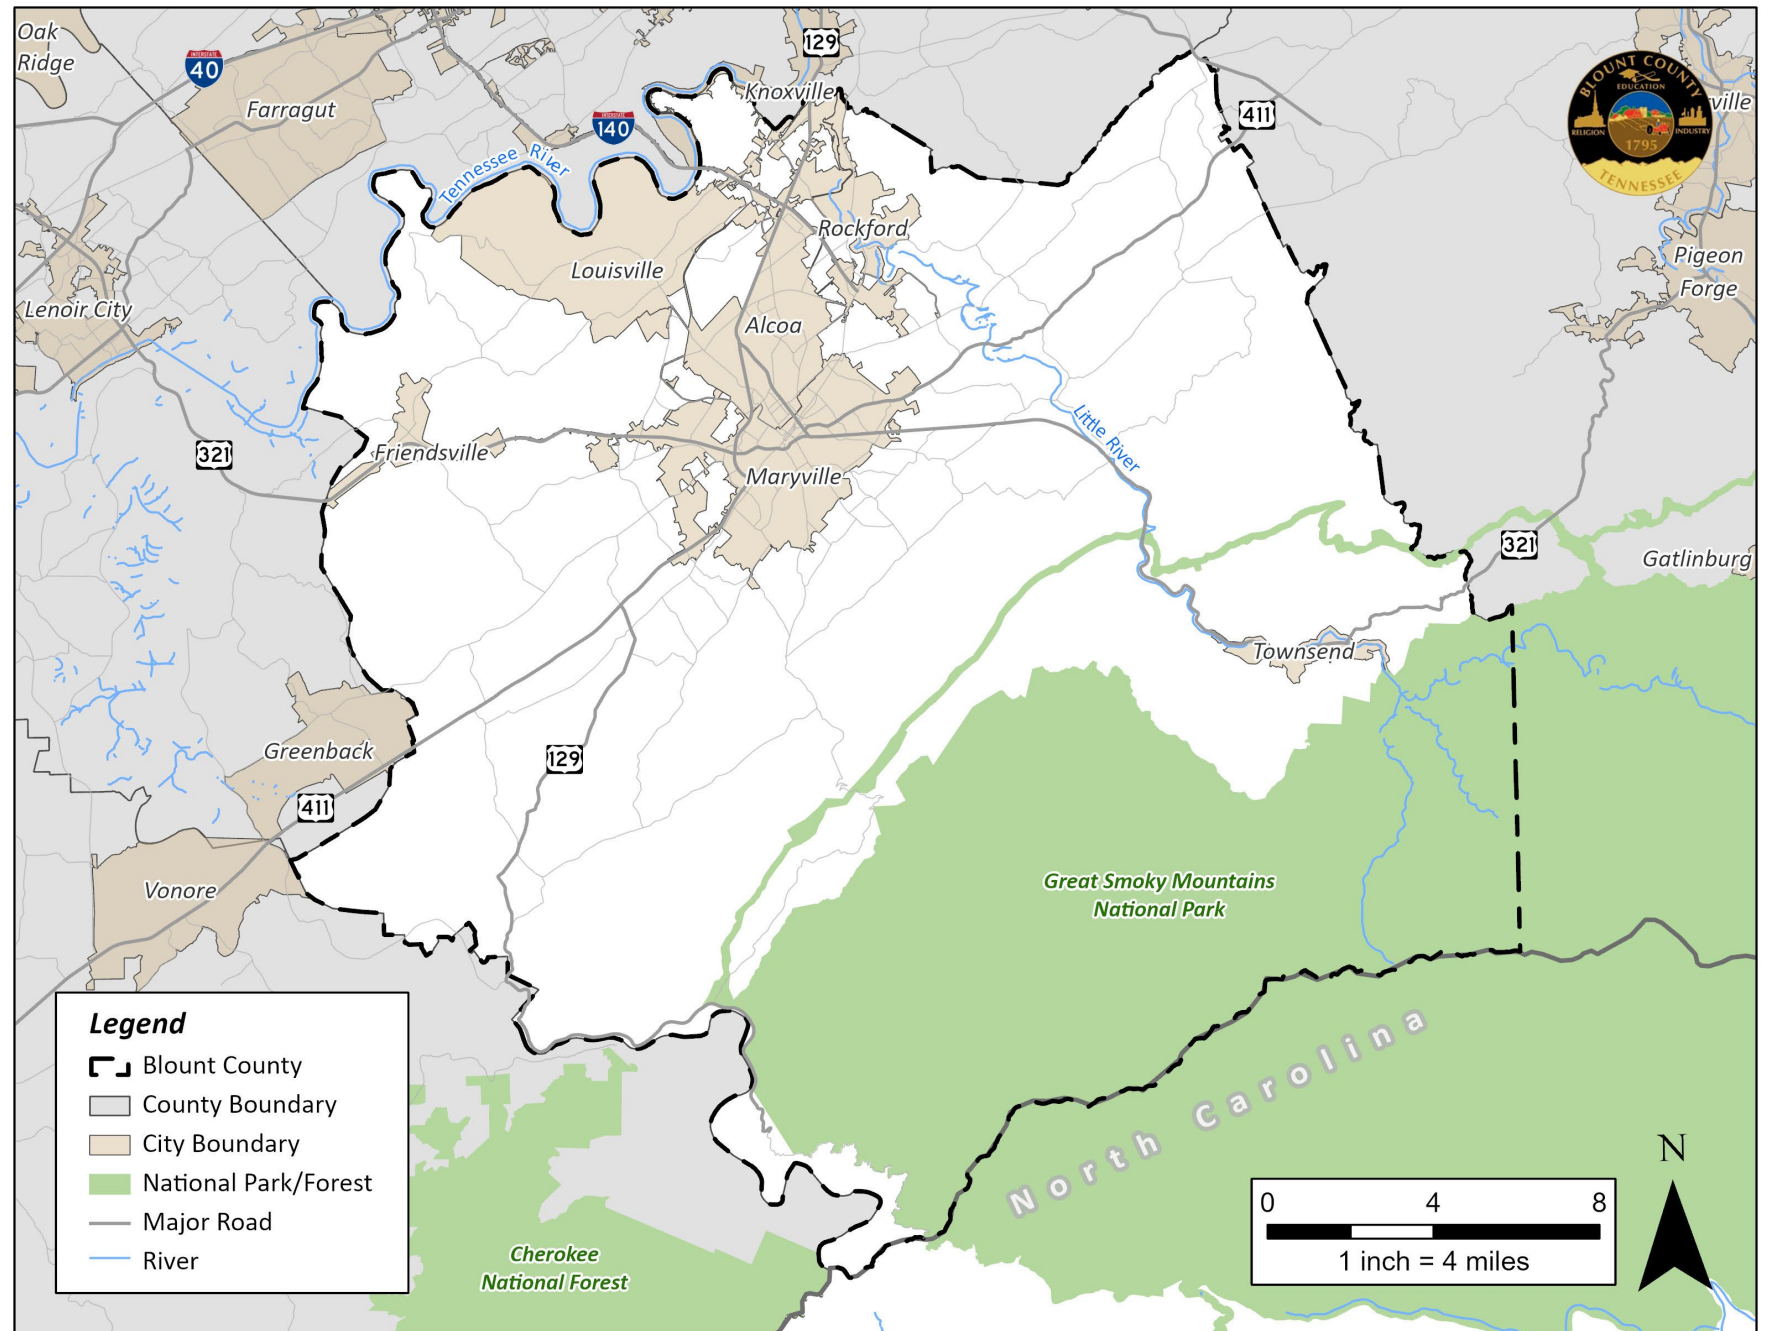 Oak
Ridge
INTERSTATE
40
Farragut
129
Knoxville
INTERSTATE
140
Tennessee River
411
BLOUNT COUNTY
EDUCATION
RELIGION
INDUSTRY
1795
TENNESSEE
ville
Rockford
Louisville
Pigeon
Forge
Lenoir City
Alcoa
Little River
321
Friendsville
Maryville
321
Gatlinburg
Townsend
Greenback
129
411
Vonore
Great Smoky Mountains
National Park
North Carolina
Legend
Blount County
County Boundary
City Boundary
National Park/Forest
Major Road
River
Cherokee
National Forest
N
0 4 8
1 inch = 4 miles